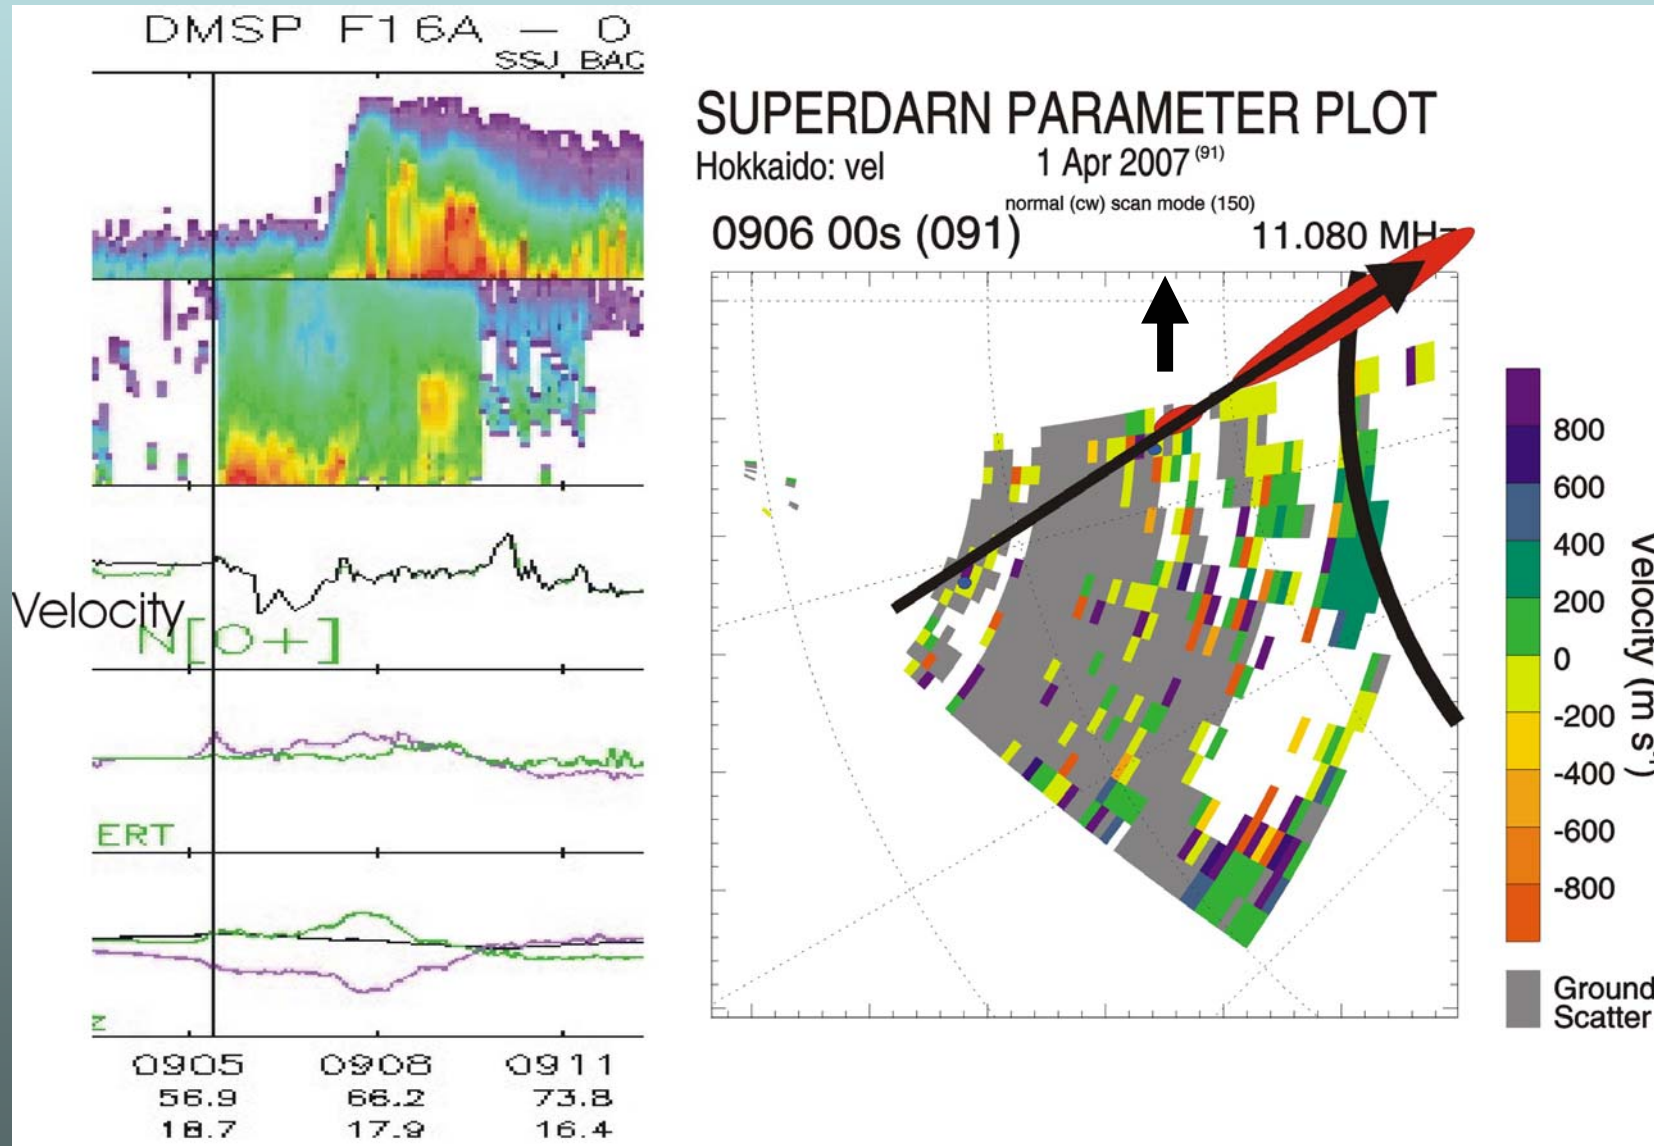 DMSP F16A — O
SSJ BAC
Velocity
N[O+]
ERT
z
0905 0908 0911
56.9 66.2 73.8
18.7 17.9 16.4
SUPERDARN PARAMETER PLOT
Hokkaido: vel 1 Apr 2007 (91)
normal (cw) scan mode (150)
0906 00s (091) 11.080 MHz
800
600
400
200
0
-200
-400
-600
-800
Velocity (m s⁻¹)
Ground
Scatter